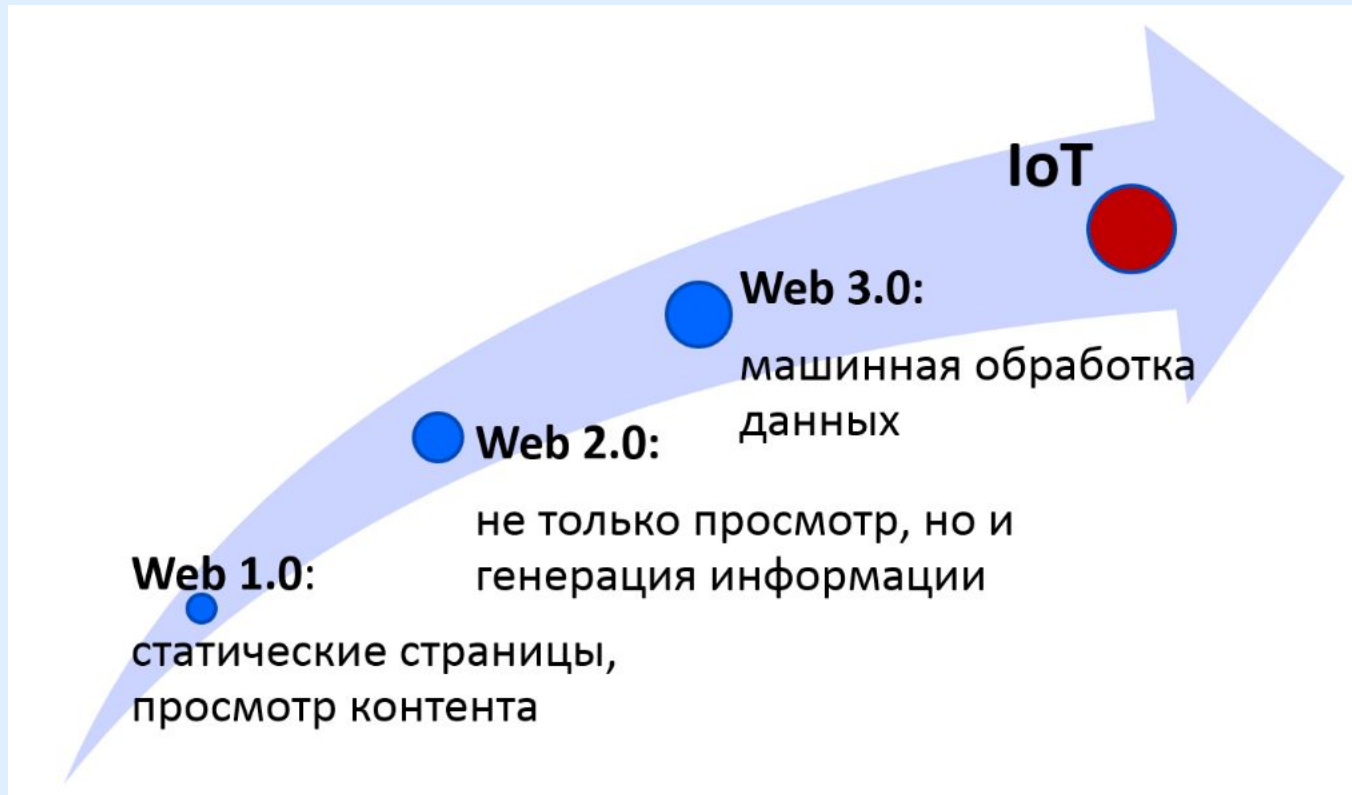 IoT
Web 3.0:
машинная обработка
данных
Web 2.0:
не только просмотр, но и
генерация информации
Web 1.0:
статические страницы,
просмотр контента